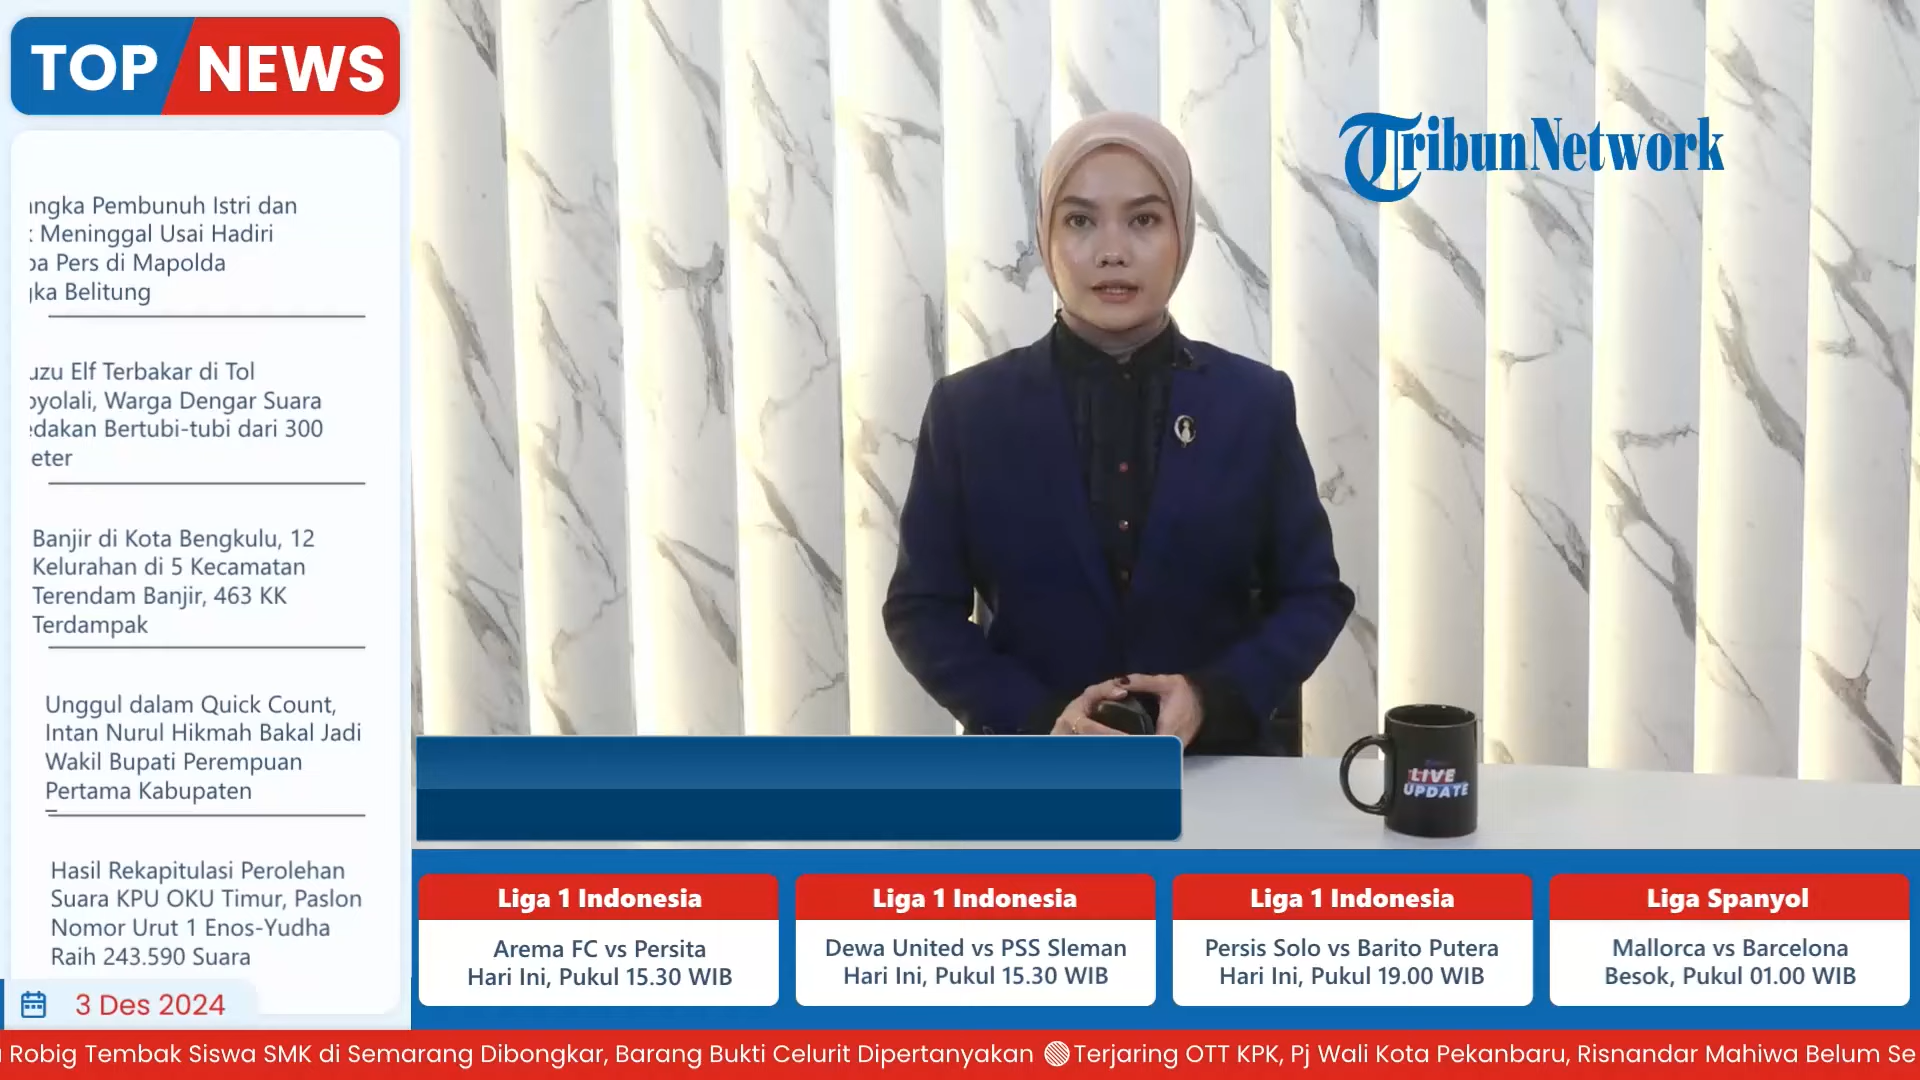 TOP NEWS
Pembunuh Istri dan
Meninggal Usai Hadiri
Pers di Mapolda
Belitung
Elf Terbakar di Tol
Warga Dengar Suara
Bertubi-tubi dari 300
Banjir di Kota Bengkulu, 12
Kelurahan di 5 Kecamatan
Terendam Banjir, 463 KK
Terdampak
Unggul dalam Quick Count,
Intan Nurul Hikmah Bakal Jadi
Wakil Bupati Perempuan
Pertama Kabupaten
Hasil Rekapitulasi Perolehan
Suara KPU OKU Timur, Paslon
Nomor Urut 1 Enos-Yudha
Raih 243.590 Suara
3 Des 2024
TribunNetwork
LIVE
UPDATE
Liga 1 Indonesia
Arema FC vs Persita
Hari Ini, Pukul 15.30 WIB
Liga 1 Indonesia
Dewa United vs PSS Sleman
Hari Ini, Pukul 15.30 WIB
Liga 1 Indonesia
Persis Solo vs Barito Putera
Hari Ini, Pukul 19.00 WIB
Liga Spanyol
Mallorca vs Barcelona
Besok, Pukul 01.00 WIB
Robig Tembak Siswa SMK di Semarang Dibongkar, Barang Bukti Celurit Dipertanyakan Terjaring OTT KPK, Pj Wali Kota Pekanbaru, Risnandar Mahiwa Belum Se